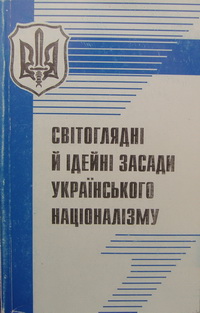 СВІТОГЛЯДНІ
Й ІДЕЙНІ ЗАСАДИ
УКРАЇНСЬКОГО
НАЦІОНАЛІЗМУ